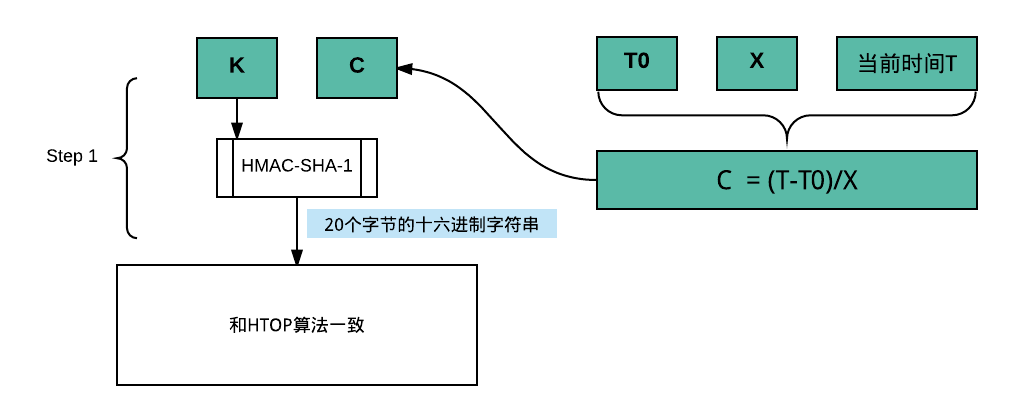 K
C
T0
X
当前时间T
Step 1
HMAC-SHA-1
C = (T-T0)/X
20个字节的十六进制字符串
和HTOP算法一致